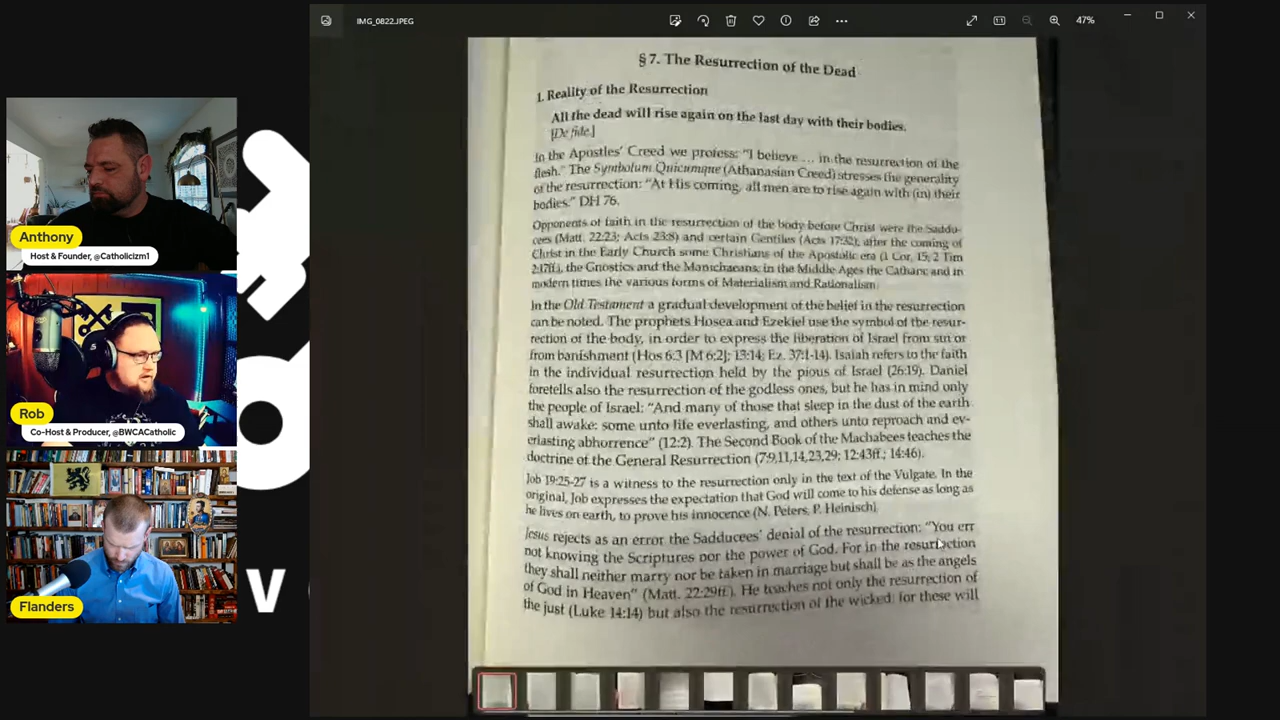 IMG_0822.JPEG
47%
§ 7. The Resurrection of the Dead
1. Reality of the Resurrection
All the dead will rise again on the last day with their bodies.
[De fide.]
In the Apostles' Creed we profess: "I believe ... in the resurrection of the
flesh." The Symbolum Quicumque (Athanasian Creed) stresses the generality
of the resurrection: "At His coming, all men are to rise again with (in) their
bodies." DH 76.
Opponents of faith in the resurrection of the body before Christ were the Saddu-
cees (Matt. 22:23; Acts 23:8) and certain Gentiles (Acts 17:32); after the coming of
Christ in the Early Church some Christians of the Apostolic era (1 Cor. 15; 2 Tim
2:17ff.), the Gnostics and the Manichaeans; in the Middle Ages the Cathari; and in
modern times the various forms of Materialism and Rationalism.
In the Old Testament a gradual development of the belief in the resurrection
can be noted. The prophets Hosea and Ezekiel use the symbol of the resur-
rection of the body, in order to express the liberation of Israel from sin or
from banishment (Hos 6:3 [M 6:2]; 13:14; Ez. 37:1-14). Isaiah refers to the faith
in the individual resurrection held by the pious of Israel (26:19). Daniel
foretells also the resurrection of the godless ones, but he has in mind only
the people of Israel: "And many of those that sleep in the dust of the earth
shall awake: some unto life everlasting, and others unto reproach and ev-
erlasting abhorrence" (12:2). The Second Book of the Machabees teaches the
doctrine of the General Resurrection (7:9,11,14,23,29; 12:43ff.; 14:46).
Job 19:25-27 is a witness to the resurrection only in the text of the Vulgate. In the
original, Job expresses the expectation that God will come to his defense as long as
he lives on earth, to prove his innocence (N. Peters, P. Heinisch)
Jesus rejects as an error the Sadducees' denial of the resurrection: "You err
not knowing the Scriptures nor the power of God. For in the resurrection
they shall neither marry nor be taken in marriage but shall be as the angels
of God in Heaven" (Matt. 22:29ff.). He teaches not only the resurrection of
the just (Luke 14:14) but also the resurrection of the wicked: for these will
Anthony
Host & Founder, @Catholicizm1
Rob
Co-Host & Producer, @BWCACatholic
Flanders
V